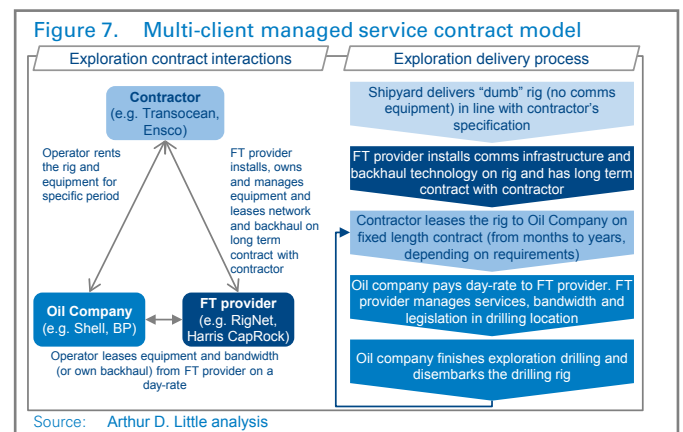 Figure 7. Multi-client managed service contract model
Exploration contract interactions
Exploration delivery process
Contractor
(e.g. Transocean,
Ensco)
Operator rents
the rig and
equipment for
specific period
FT provider
installs, owns
and manages
equipment and
leases network
and backhaul on
long term
contract with
contractor
Oil Company
(e.g. Shell, BP)
FT provider
(e.g. RigNet,
Harris CapRock)
Operator leases equipment and bandwidth
(or own backhaul) from FT provider on a
day-rate
Shipyard delivers “dumb” rig (no comms
equipment) in line with contractor’s
specification
FT provider installs comms infrastructure and
backhaul technology on rig and has long term
contract with contractor
Contractor leases the rig to Oil Company on
fixed length contract (from months to years,
depending on requirements)
Oil company pays day-rate to FT provider. FT
provider manages services, bandwidth and
legislation in drilling location
Oil company finishes exploration drilling and
disembarks the drilling rig
Source: Arthur D. Little analysis